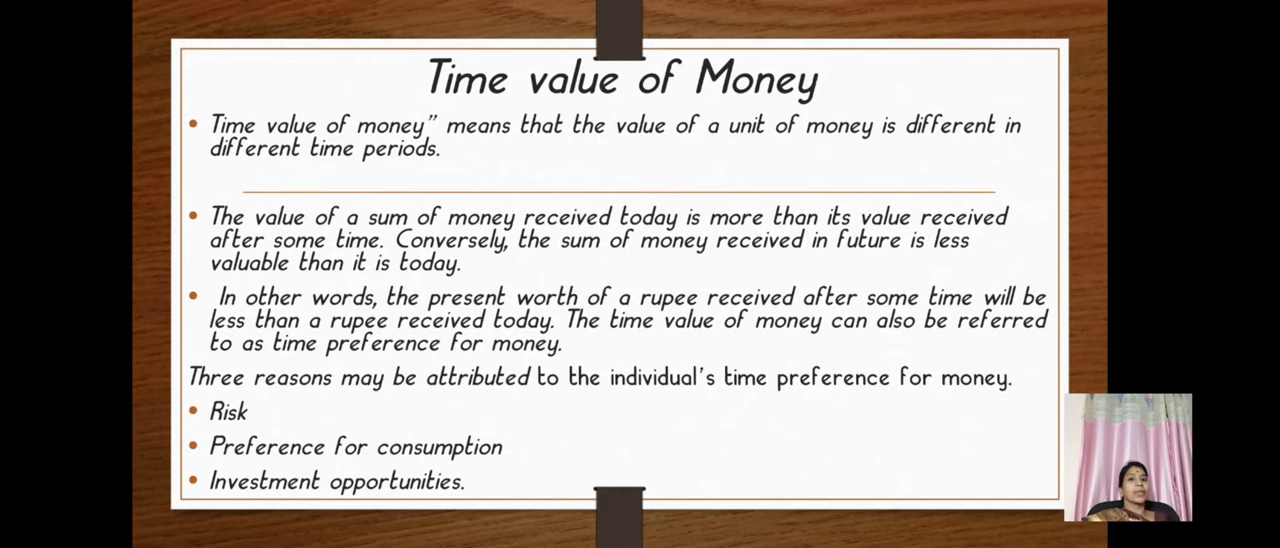 Time value of Money
• Time value of money” means that the value of a unit of money is different in
different time periods.
• The value of a sum of money received today is more than its value received
after some time. Conversely, the sum of money received in future is less
valuable than it is today.
• In other words, the present worth of a rupee received after some time will be
less than a rupee received today. The time value of money can also be referred
to as time preference for money.
Three reasons may be attributed to the individual’s time preference for money.
• Risk
• Preference for consumption
• Investment opportunities.